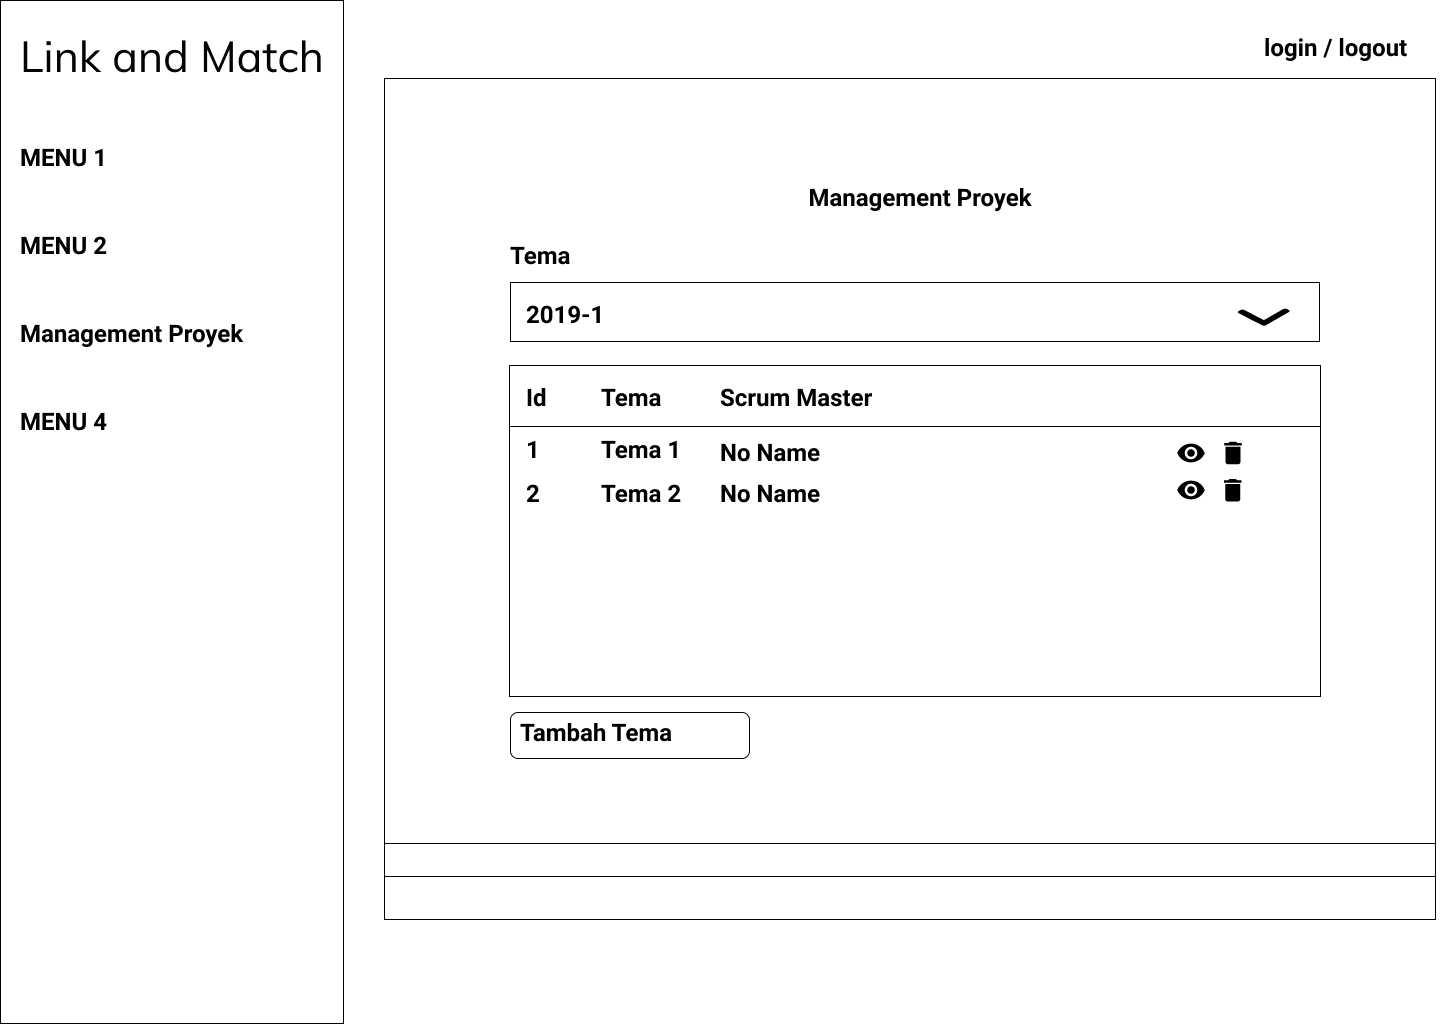 Link and Match
MENU 1
MENU 2
Management Proyek
MENU 4
login / logout
Management Proyek
Tema
2019-1
Id Tema Scrum Master
1 Tema 1 No Name
2 Tema 2 No Name
Tambah Tema